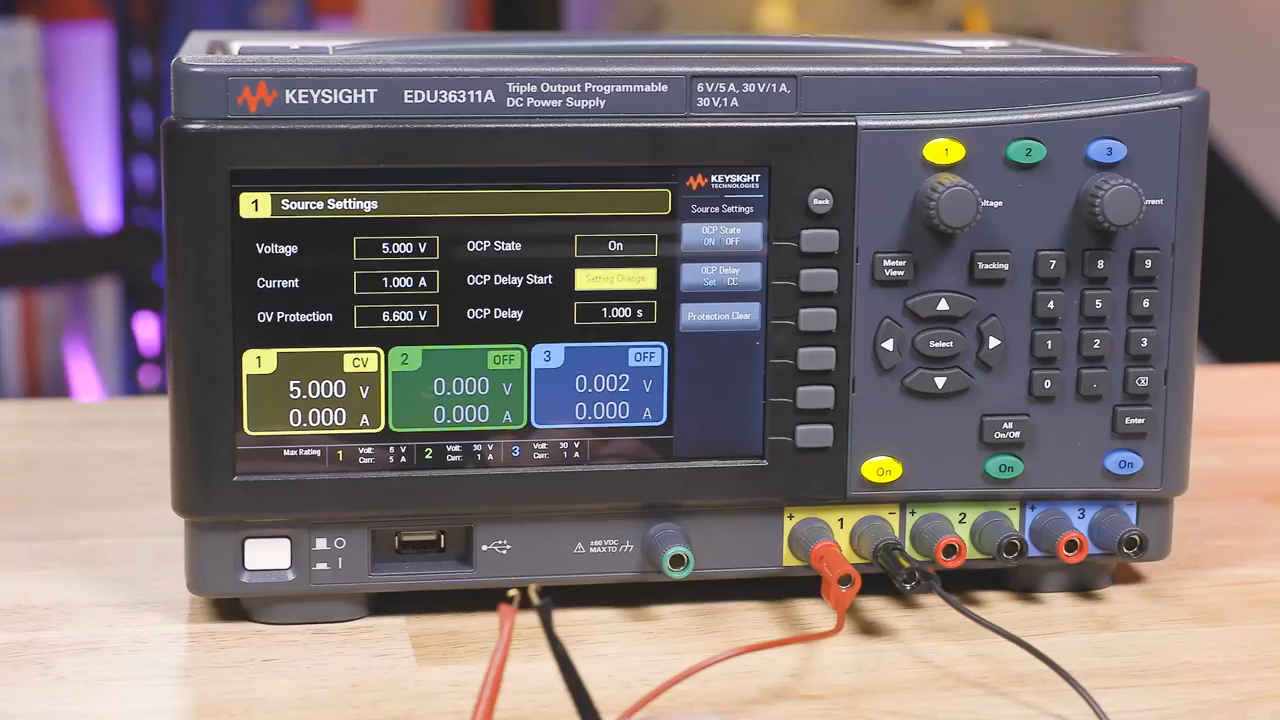 KEYSIGHT EDU36311A Triple Output Programmable DC Power Supply
6 V/5 A, 30 V/1 A, 30 V,1 A
KEYSIGHT TECHNOLOGIES
1 Source Settings
Voltage 5.000 V
Current 1.000 A
OV Protection 6.600 V
OCP State On
OCP Delay Start Setting Change
OCP Delay 1.000 s
1 CV
5.000 V
0.000 A
2 OFF
0.000 V
0.000 A
3 OFF
0.002 V
0.000 A
Max Rating 1 Volt: 6 V Curr: 5 A 2 Volt: 30 V Curr: 1 A 3 Volt: 30 V Curr: 1 A
Source Settings
OCP State
ON OFF
OCP Delay
Set CC
Protection Clear
Back
1 2 3
Meter View
Tracking
7 8 9
4 5 6
1 2 3
0 .
Select
Enter
All On/Off
On On On
±60 VDC MAX TO
+ 1 −
+ 2 −
+ 3 −